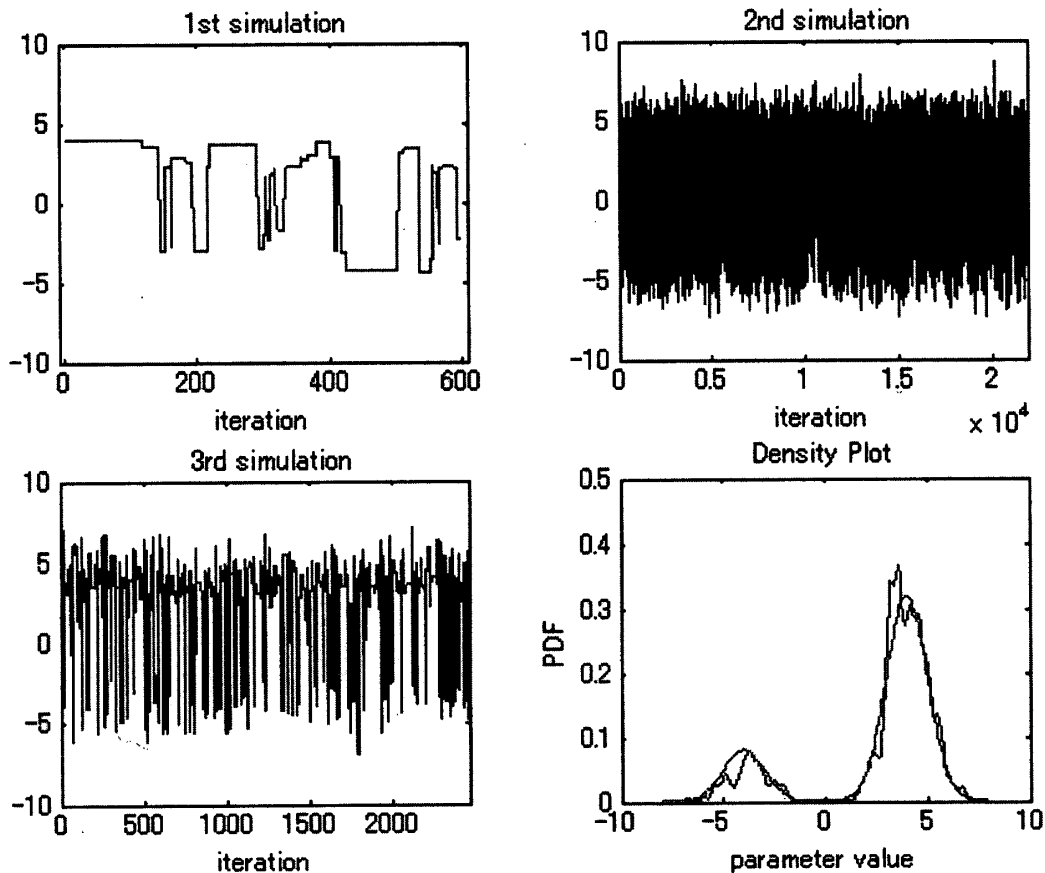 1st simulation
10
5
0
-5
-10
0 200 400 600
iteration
2nd simulation
10
5
0
-5
-10
0 0.5 1 1.5 2
iteration × 10^4
3rd simulation
10
5
0
-5
-10
0 500 1000 1500 2000
iteration
Density Plot
0.5
0.4
0.3
0.2
0.1
0
PDF
-10 -5 0 5 10
parameter value